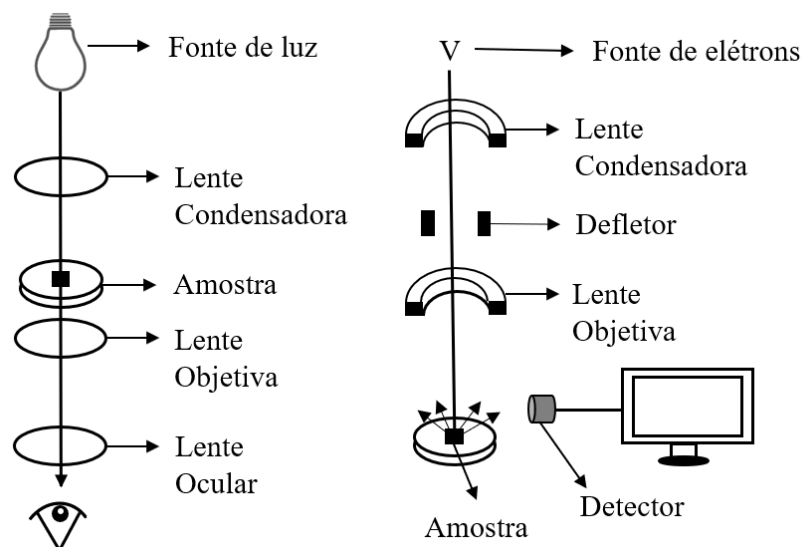 Fonte de luz
Lente
Condensadora
Amostra
Lente
Objetiva
Lente
Ocular
V
Fonte de elétrons
Lente
Condensadora
Defletor
Lente
Objetiva
Detector
Amostra